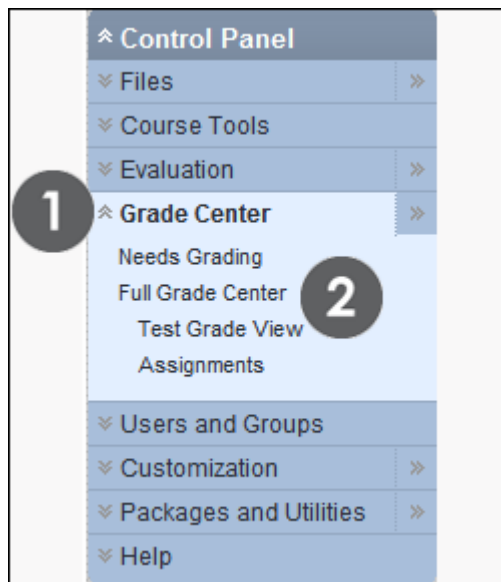 Control Panel
Files
Course Tools
Evaluation
1
Grade Center
Needs Grading
Full Grade Center
2
Test Grade View
Assignments
Users and Groups
Customization
Packages and Utilities
Help